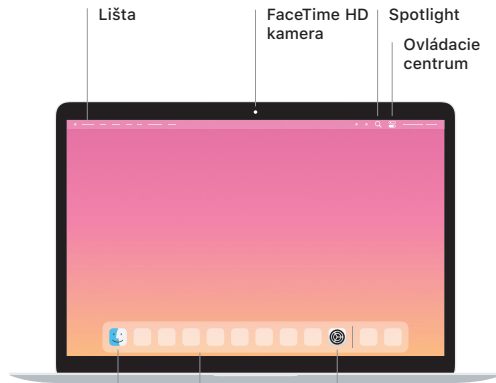 Lišta
FaceTime HD
kamera
Spotlight
Ovládacie
centrum